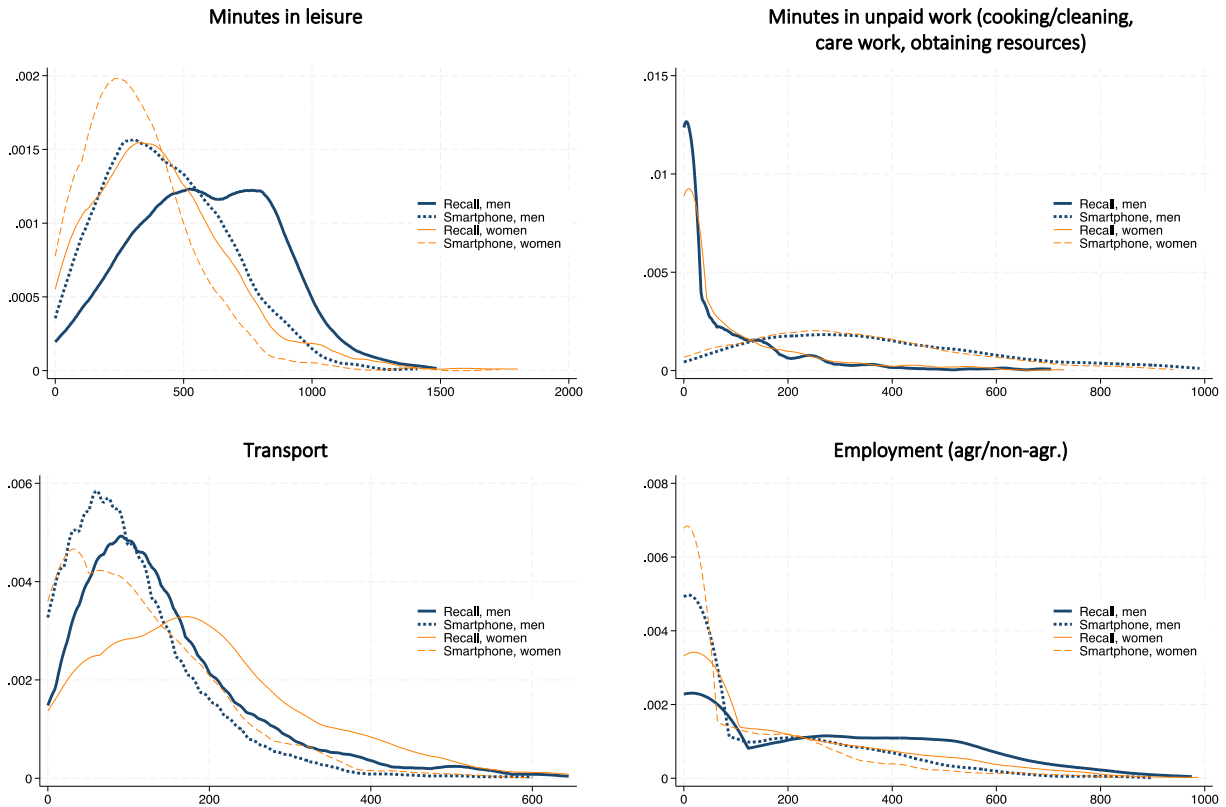 Minutes in leisure
.002
.0015
.001
.0005
0
0
500
1000
1500
2000
Recall, men
Smartphone, men
Recall, women
Smartphone, women
Minutes in unpaid work (cooking/cleaning,
care work, obtaining resources)
.015
.01
.005
0
0
200
400
600
800
1000
Recall, men
Smartphone, men
Recall, women
Smartphone, women
Transport
.006
.004
.002
0
0
200
400
600
Recall, men
Smartphone, men
Recall, women
Smartphone, women
Employment (agr/non-agr.)
.008
.006
.004
.002
0
0
200
400
600
800
1000
Recall, men
Smartphone, men
Recall, women
Smartphone, women